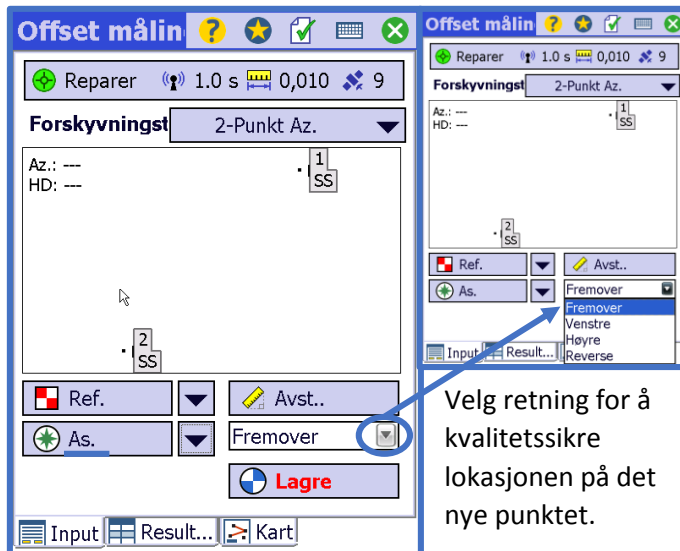 Offset målin
Reparer 1.0 s 0,010 9
Forskyvningst 2-Punkt Az.
Az.: ---
HD: ---
1
SS
2
SS
Ref. Avst..
As. Fremover
Lagre
Input Result... Kart
Offset målin
Reparer 1.0 s 0,010 9
Forskyvningst 2-Punkt Az.
Az.: ---
HD: ---
1
SS
2
SS
Ref. Avst..
As. Fremover
Fremover
Venstre
Høyre
Reverse
Input Result...
Velg retning for å
kvalitetssikre
lokasjonen på det
nye punktet.